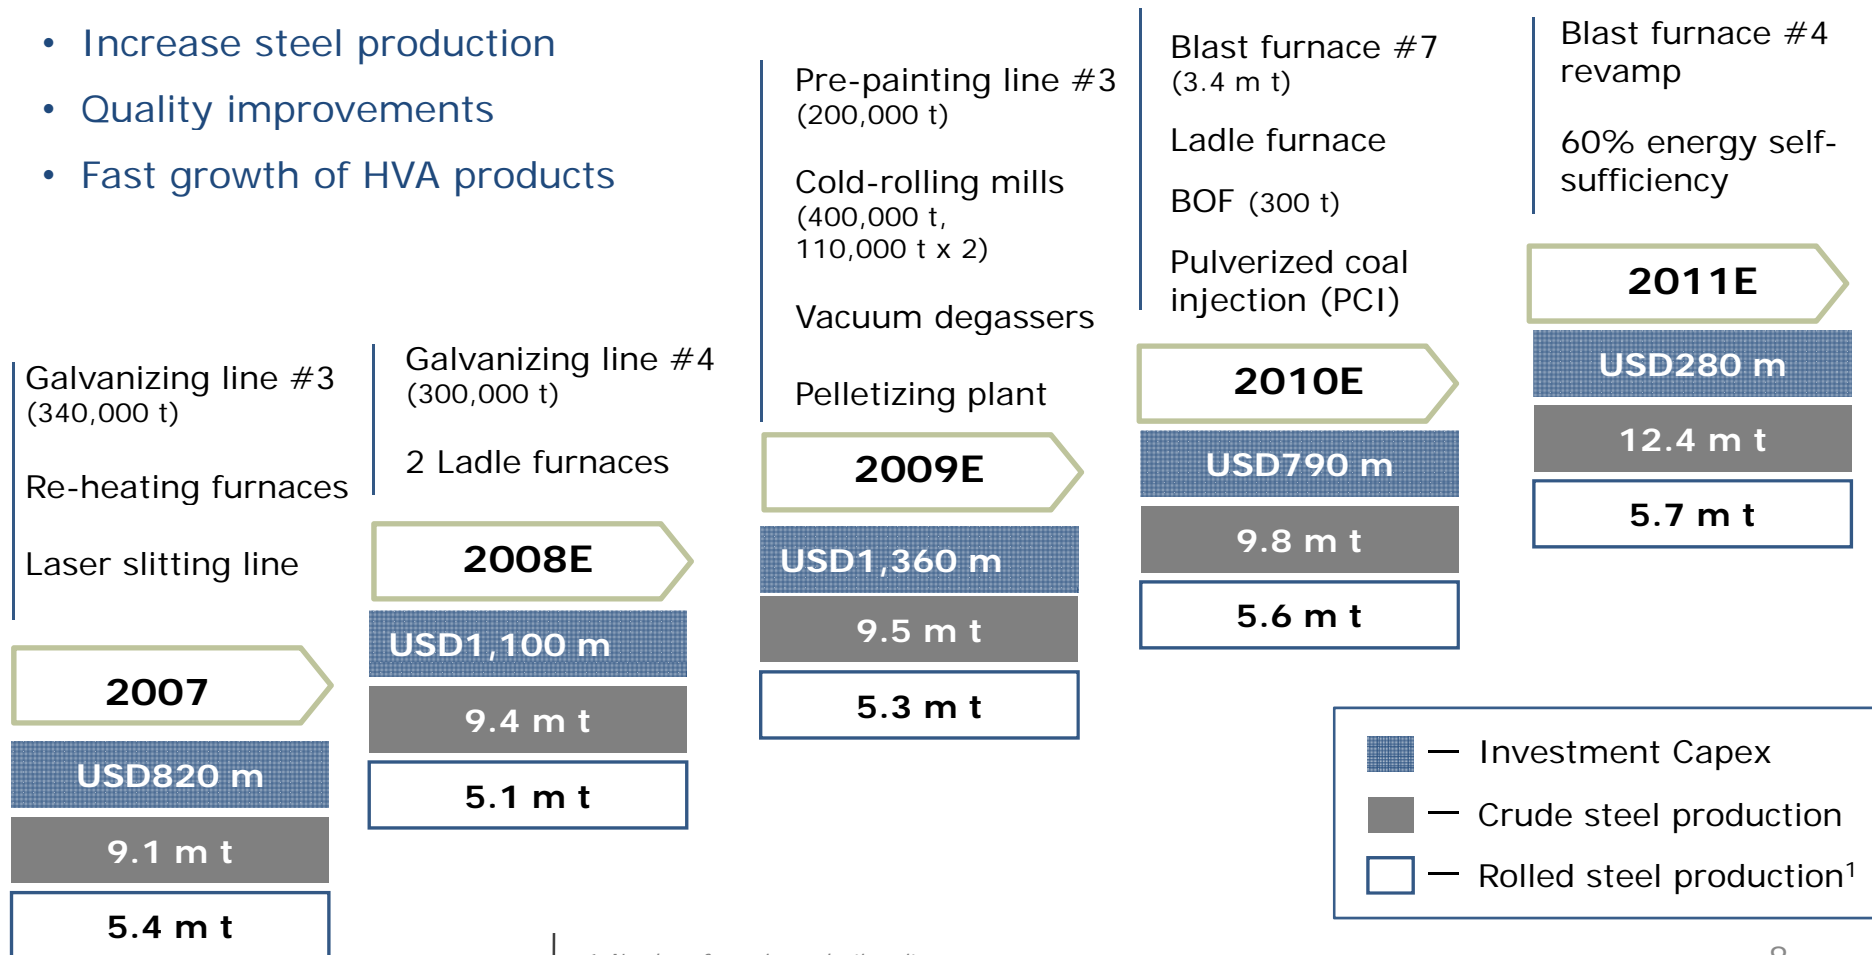 • Increase steel production
• Quality improvements
• Fast growth of HVA products
Galvanizing line #3
(340,000 t)
Re-heating furnaces
Laser slitting line
2007
USD820 m
9.1 m t
5.4 m t
Galvanizing line #4
(300,000 t)
2 Ladle furnaces
2008E
USD1,100 m
9.4 m t
5.1 m t
Pre-painting line #3
(200,000 t)
Cold-rolling mills
(400,000 t,
110,000 t x 2)
Vacuum degassers
Pelletizing plant
2009E
USD1,360 m
9.5 m t
5.3 m t
Blast furnace #7
(3.4 m t)
Ladle furnace
BOF (300 t)
Pulverized coal
injection (PCI)
2010E
USD790 m
9.8 m t
5.6 m t
Blast furnace #4
revamp
60% energy self-
sufficiency
2011E
USD280 m
12.4 m t
5.7 m t
— Investment Capex
— Crude steel production
— Rolled steel production¹